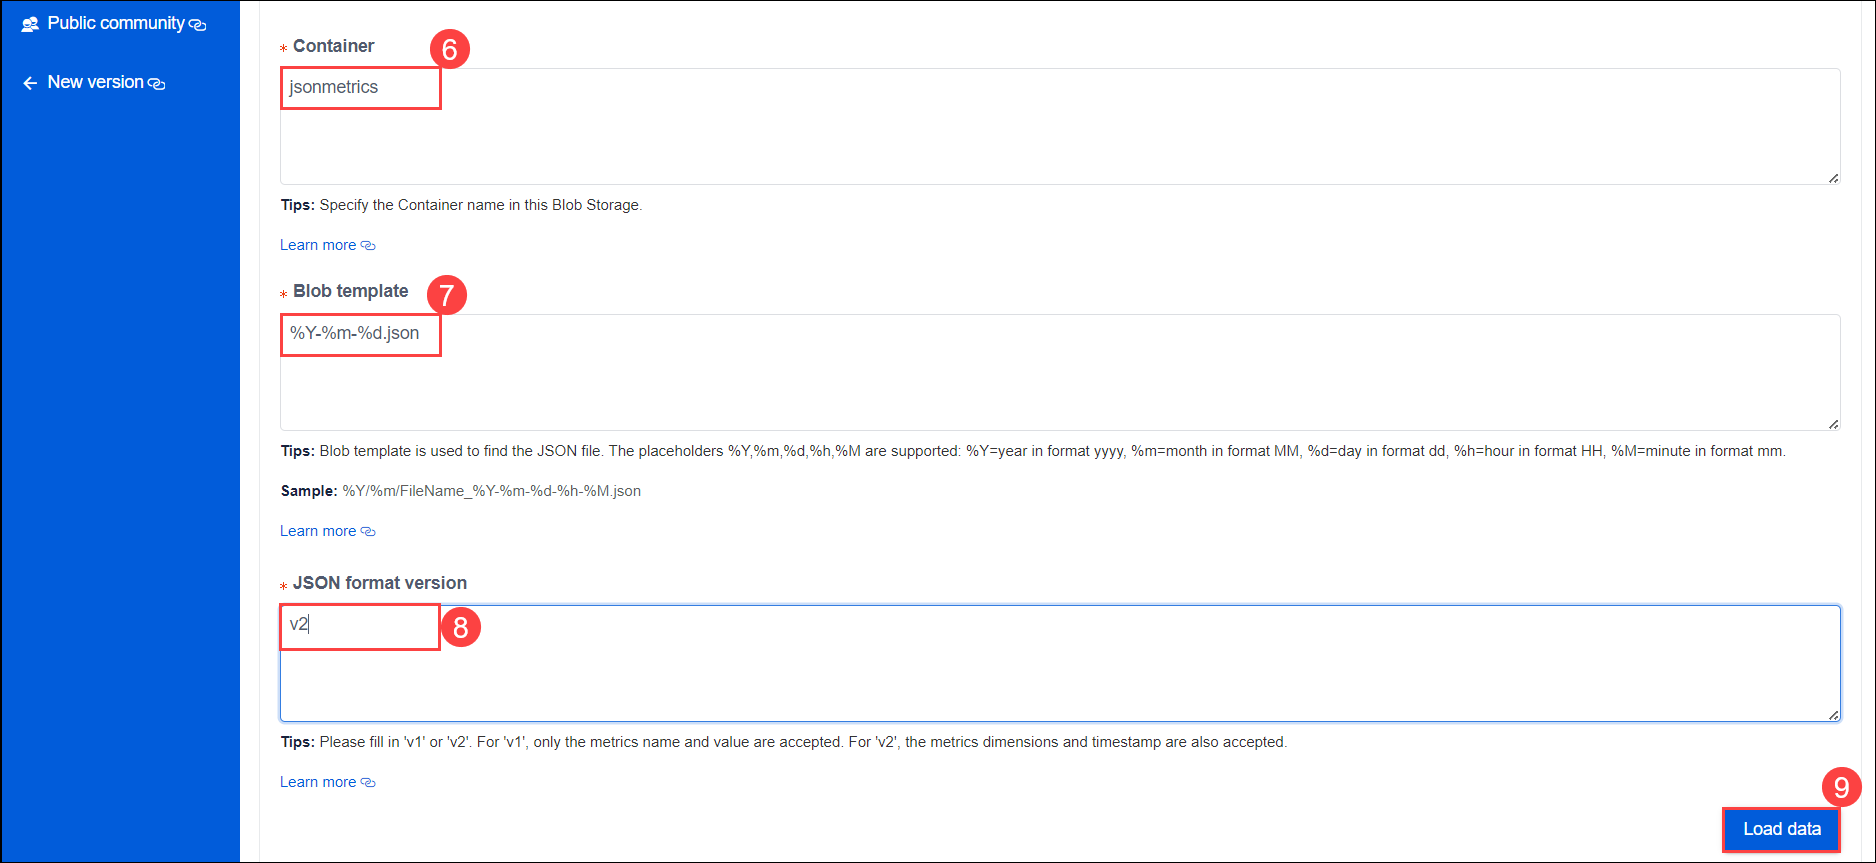 Public community
New version
* Container
6
jsonmetrics
Tips: Specify the Container name in this Blob Storage.
Learn more
* Blob template
7
%Y-%m-%d.json
Tips: Blob template is used to find the JSON file. The placeholders %Y,%m,%d,%h,%M are supported: %Y=year in format yyyy, %m=month in format MM, %d=day in format dd, %h=hour in format HH, %M=minute in format mm.
Sample: %Y/%m/FileName_%Y-%m-%d-%h-%M.json
Learn more
* JSON format version
v2
8
Tips: Please fill in 'v1' or 'v2'. For 'v1', only the metrics name and value are accepted. For 'v2', the metrics dimensions and timestamp are also accepted.
Learn more
9
Load data